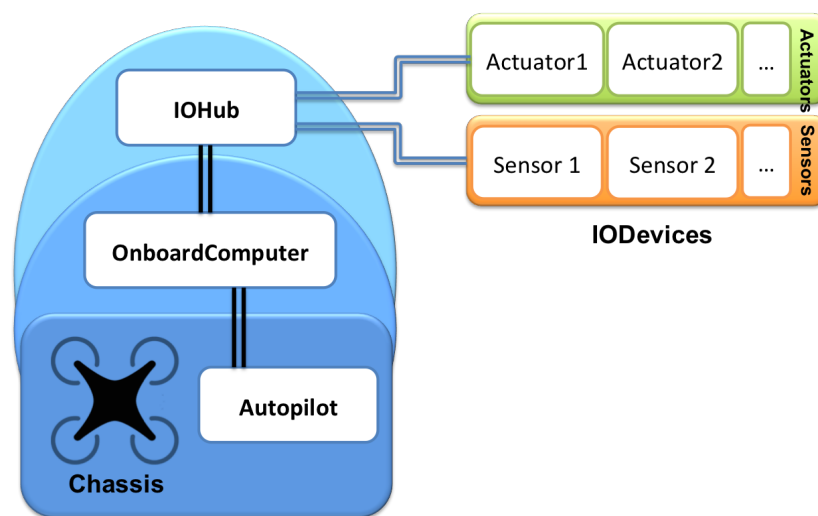 IOHub
Actuator1
Actuator2
...
Actuators
Sensor 1
Sensor 2
...
Sensors
IODevices
OnboardComputer
Autopilot
Chassis